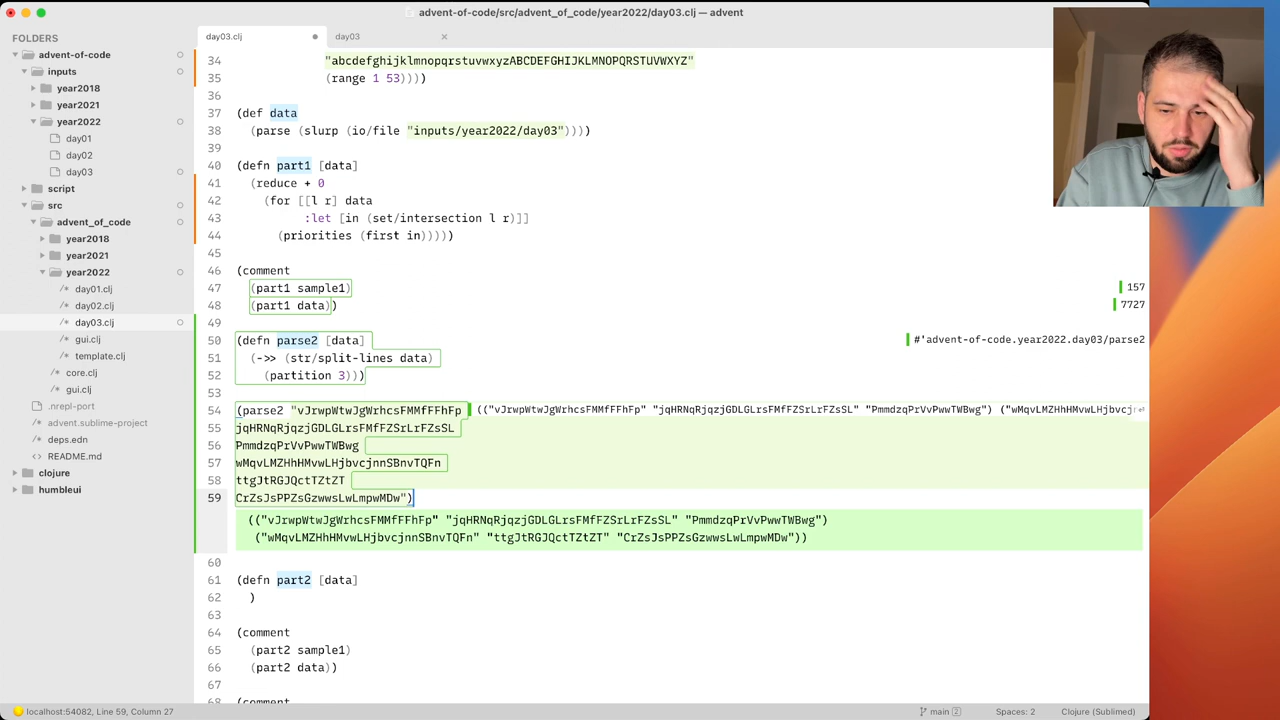 advent-of-code/src/advent_of_code/year2022/day03.clj — advent
FOLDERS
advent-of-code
inputs
year2018
year2021
year2022
day01
day02
day03
script
src
advent_of_code
year2018
year2021
year2022
day01.clj
day02.clj
day03.clj
gui.clj
template.clj
core.clj
gui.clj
.nrepl-port
advent.sublime-project
deps.edn
README.md
clojure
humbleui
day03.clj
day03
34 "abcdefghijklmnopqrstuvwxyzABCDEFGHIJKLMNOPQRSTUVWXYZ"
35 (range 1 53))))
36
37 (def data
38 (parse (slurp (io/file "inputs/year2022/day03"))))
39
40 (defn part1 [data]
41 (reduce + 0
42 (for [[l r] data
43 :let [in (set/intersection l r)]]
44 (priorities (first in)))))
45
46 (comment
47 (part1 sample1) 157
48 (part1 data)) 7727
49
50 (defn parse2 [data] #'advent-of-code.year2022.day03/parse2
51 (->> (str/split-lines data)
52 (partition 3)))
53
54 (parse2 "vJrwpWtwJgWrhcsFMMfFFhFp (("vJrwpWtwJgWrhcsFMMfFFhFp" "jqHRNqRjqzjGDLGLrsFMfFZSrLrFZsSL" "PmmdzqPrVvPwwTWBwg") ("wMqvLMZHhHMvwLHjbvcj
55 jqHRNqRjqzjGDLGLrsFMfFZSrLrFZsSL
56 PmmdzqPrVvPwwTWBwg
57 wMqvLMZHhHMvwLHjbvcjnnSBnvTQFn
58 ttgJtRGJQctTZtZT
59 CrZsJsPPZsGzwwsLwLmpwMDw")
(("vJrwpWtwJgWrhcsFMMfFFhFp" "jqHRNqRjqzjGDLGLrsFMfFZSrLrFZsSL" "PmmdzqPrVvPwwTWBwg")
("wMqvLMZHhHMvwLHjbvcjnnSBnvTQFn" "ttgJtRGJQctTZtZT" "CrZsJsPPZsGzwwsLwLmpwMDw"))
60
61 (defn part2 [data]
62 )
63
64 (comment
65 (part2 sample1)
66 (part2 data))
67
68 (comment
localhost:54082, Line 59, Column 27
main 2
Spaces: 2
Clojure (Sublimed)